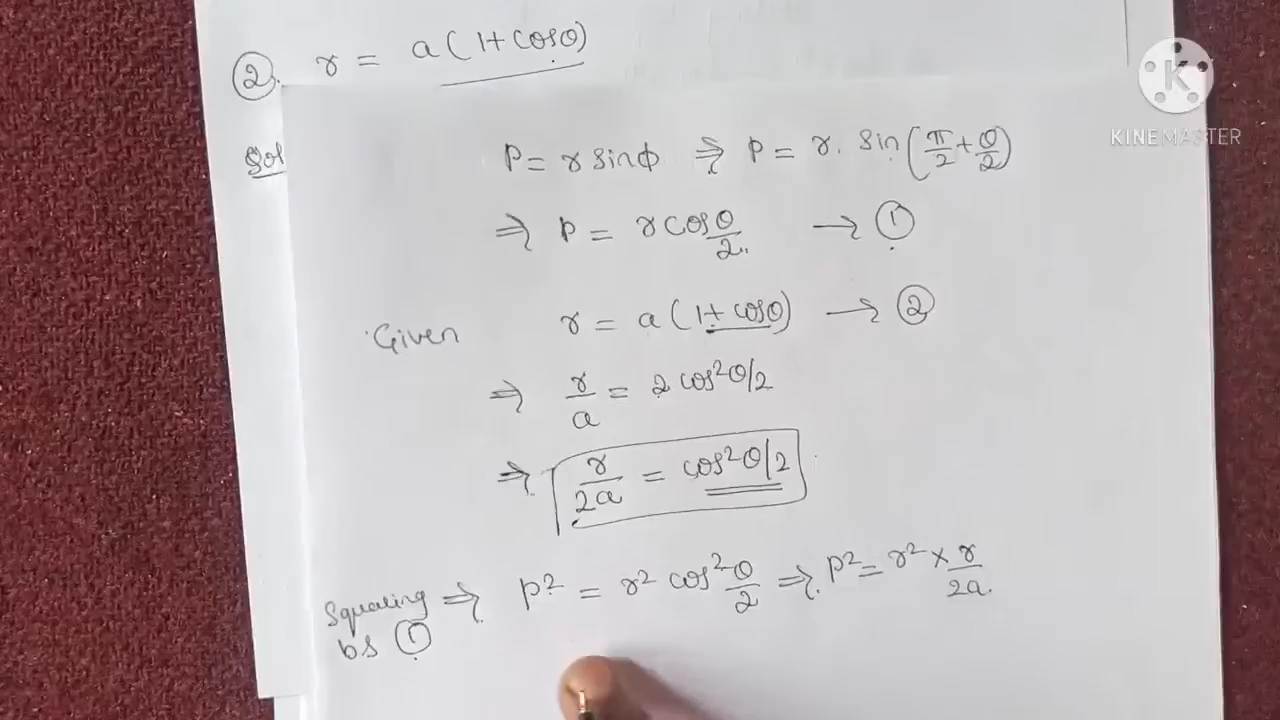 ②. r = a(1+cosθ)
KINEMASTER
Sol
P = r sinφ ⇒ P = r. sin(π/2 + θ/2)
⇒ P = r cos θ/2 → ①
Given r = a(1+cosθ) → ②
⇒ r/a = 2 cos²θ/2
⇒ r/2a = cos²θ/2
Squaring ⇒ P² = r² cos² θ/2 ⇒ P² = r² × r/2a.
bs ①